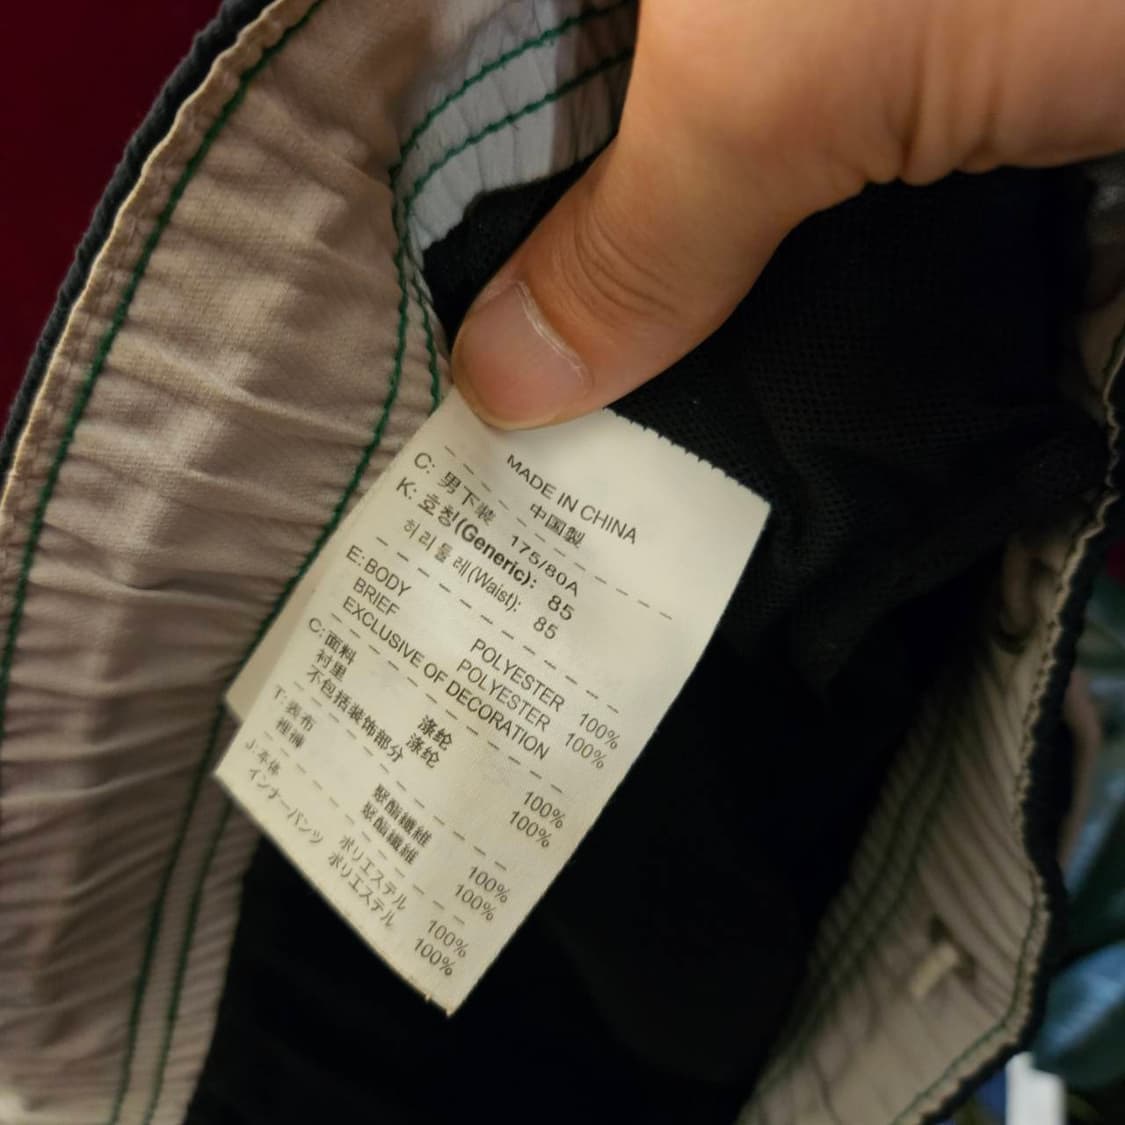 MADE IN CHINA
中国製
C: 男下装 175/80A
K: 호칭(Generic): 85
허리둘레(Waist): 85
E: BODY POLYESTER 100%
BRIEF POLYESTER 100%
EXCLUSIVE OF DECORATION
C: 面料 涤纶 100%
衬里 涤纶 100%
不包括装饰部分
T: 表布 聚酯纖維 100%
裡褲 聚酯纖維 100%
J: 本体 ポリエステル 100%
インナーパンツ ポリエステル 100%